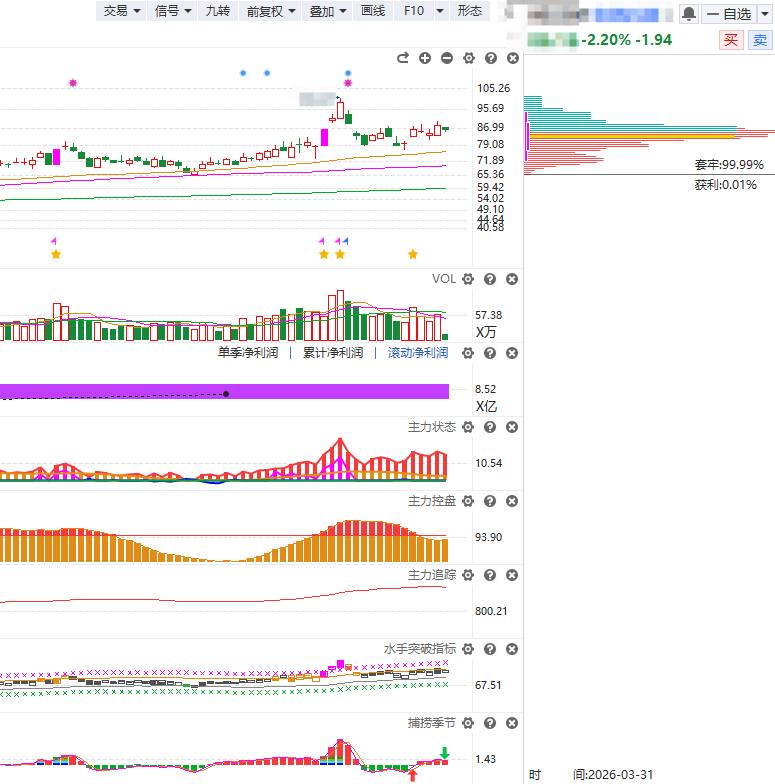 交易 信号 九转 前复权 叠加 画线 F10 形态
一 自选
-2.20% -1.94 买 卖
105.26
95.69
86.99
79.08
71.89
65.36
59.42
54.02
49.10
44.64
40.58
套牢:99.99%
获利:0.01%
VOL
57.38
X万
单季净利润 | 累计净利润 | 滚动净利润
8.52
X亿
主力状态
10.54
主力控盘
93.90
主力追踪
800.21
水手突破指标
67.51
捕捞季节
1.43
时 间:2026-03-31